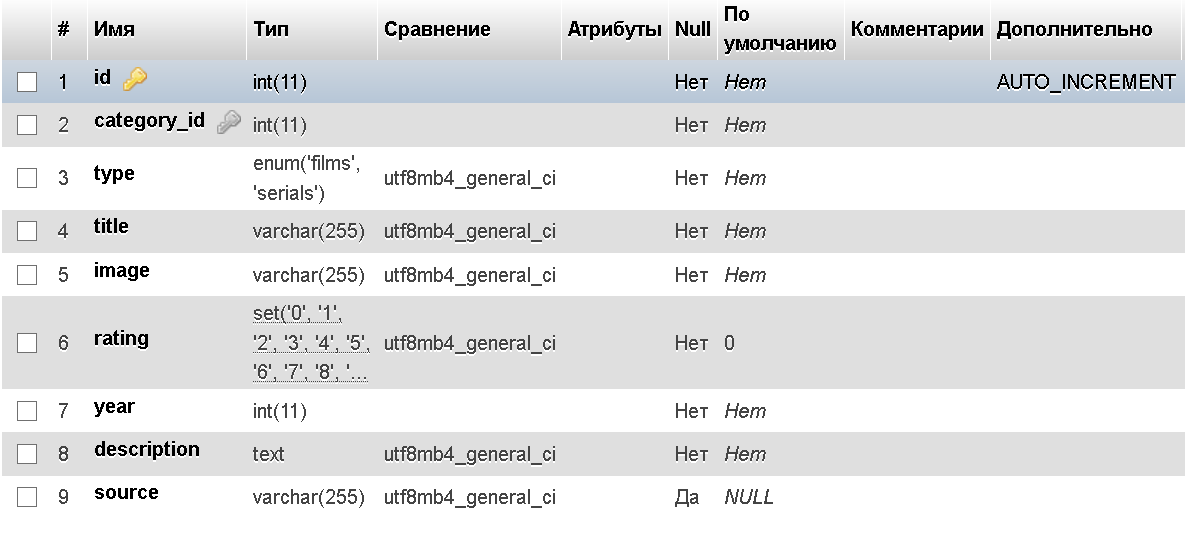 # Имя Тип Сравнение Атрибуты Null По умолчанию Комментарии Дополнительно
1 id int(11) Нет Нет AUTO_INCREMENT
2 category_id int(11) Нет Нет
3 type enum('films', 'serials') utf8mb4_general_ci Нет Нет
4 title varchar(255) utf8mb4_general_ci Нет Нет
5 image varchar(255) utf8mb4_general_ci Нет Нет
6 rating set('0', '1', '2', '3', '4', '5', '6', '7', '8', '... utf8mb4_general_ci Нет 0
7 year int(11) Нет Нет
8 description text utf8mb4_general_ci Нет Нет
9 source varchar(255) utf8mb4_general_ci Да NULL